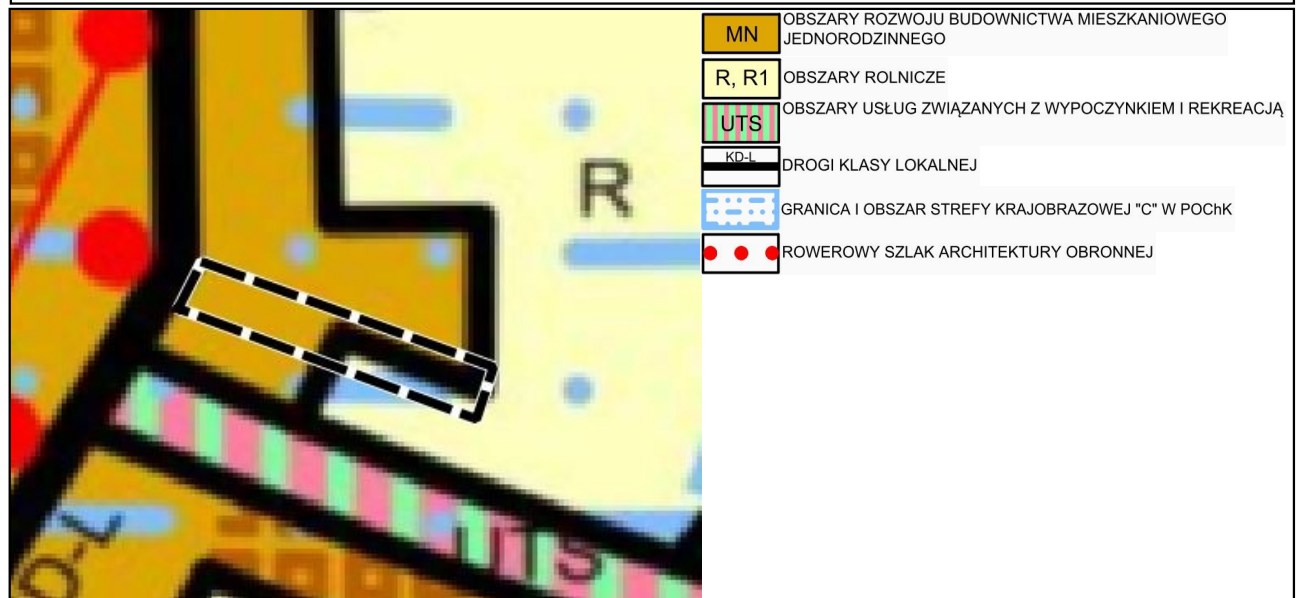 MN
OBSZARY ROZWOJU BUDOWNICTWA MIESZKANIOWEGO
JEDNORODZINNEGO
R, R1
OBSZARY ROLNICZE
UTS
OBSZARY USŁUG ZWIĄZANYCH Z WYPOCZYNKIEM I REKREACJĄ
KD-L
DROGI KLASY LOKALNEJ
GRANICA I OBSZAR STREFY KRAJOBRAZOWEJ "C" W POChK
ROWEROWY SZLAK ARCHITEKTURY OBRONNEJ
R
UTS
D-L